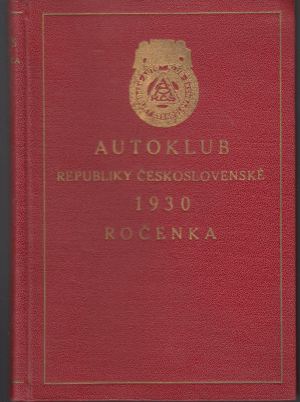 AUTOKLUB
REPUBLIKY ČESKOSLOVENSKÉ
1930
ROČENKA